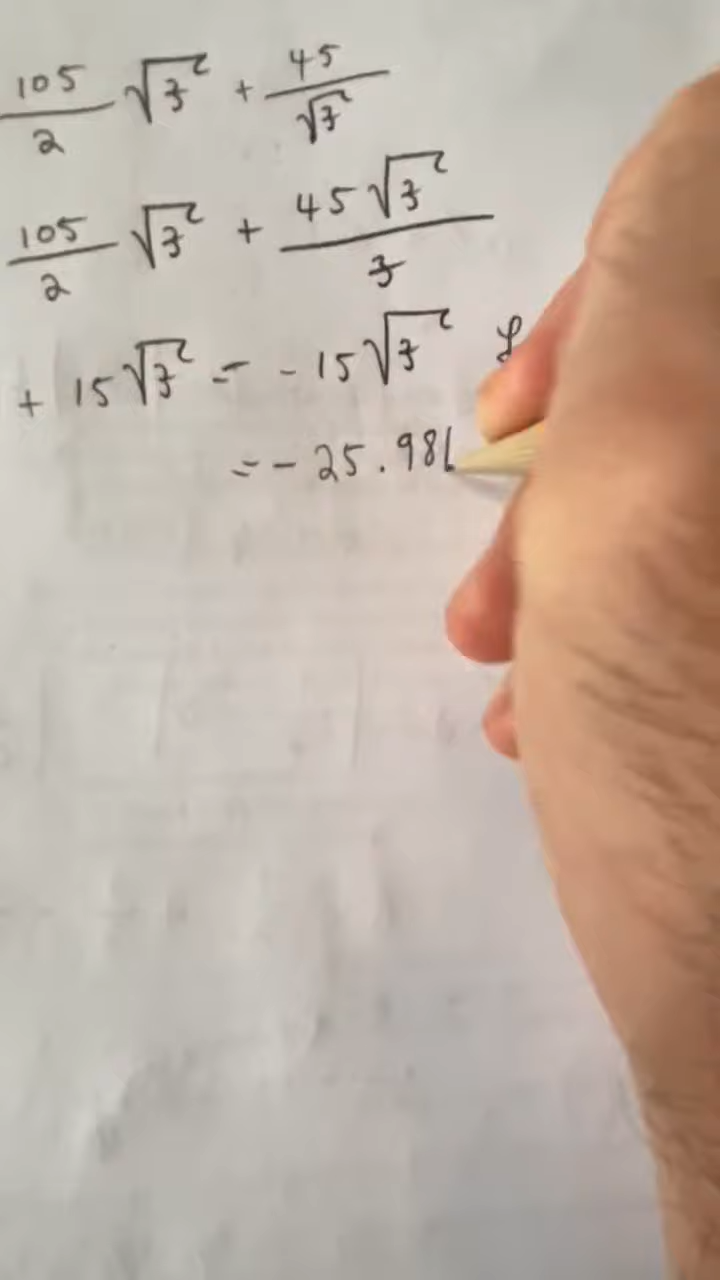 105/2 √3 + 45/√3
105/2 √3 + 45√3/3
+ 15√3 = -15√3
= -25.98